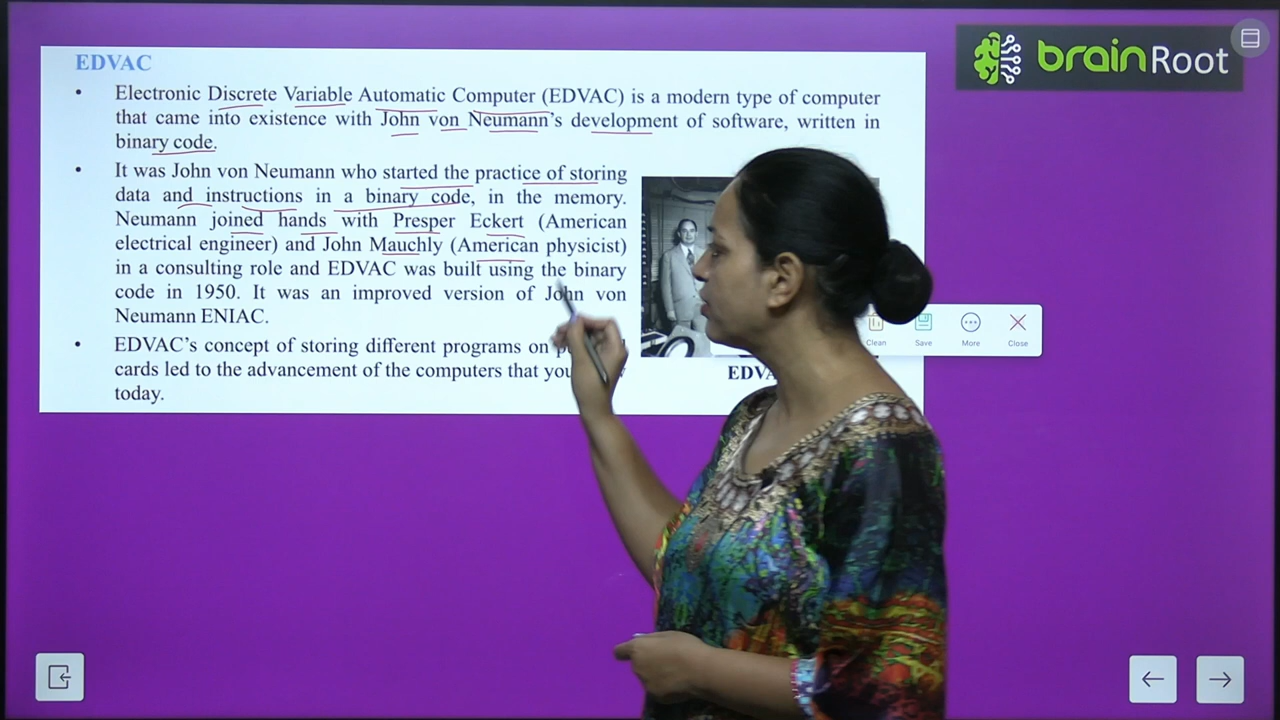 brainRoot
EDVAC
• Electronic Discrete Variable Automatic Computer (EDVAC) is a modern type of computer
that came into existence with John von Neumann's development of software, written in
binary code.
• It was John von Neumann who started the practice of storing
data and instructions in a binary code, in the memory.
Neumann joined hands with Presper Eckert (American
electrical engineer) and John Mauchly (American physicist)
in a consulting role and EDVAC was built using the binary
code in 1950. It was an improved version of John von
Neumann ENIAC.
• EDVAC's concept of storing different programs on
cards led to the advancement of the computers that you
today.
Clean Save More Close